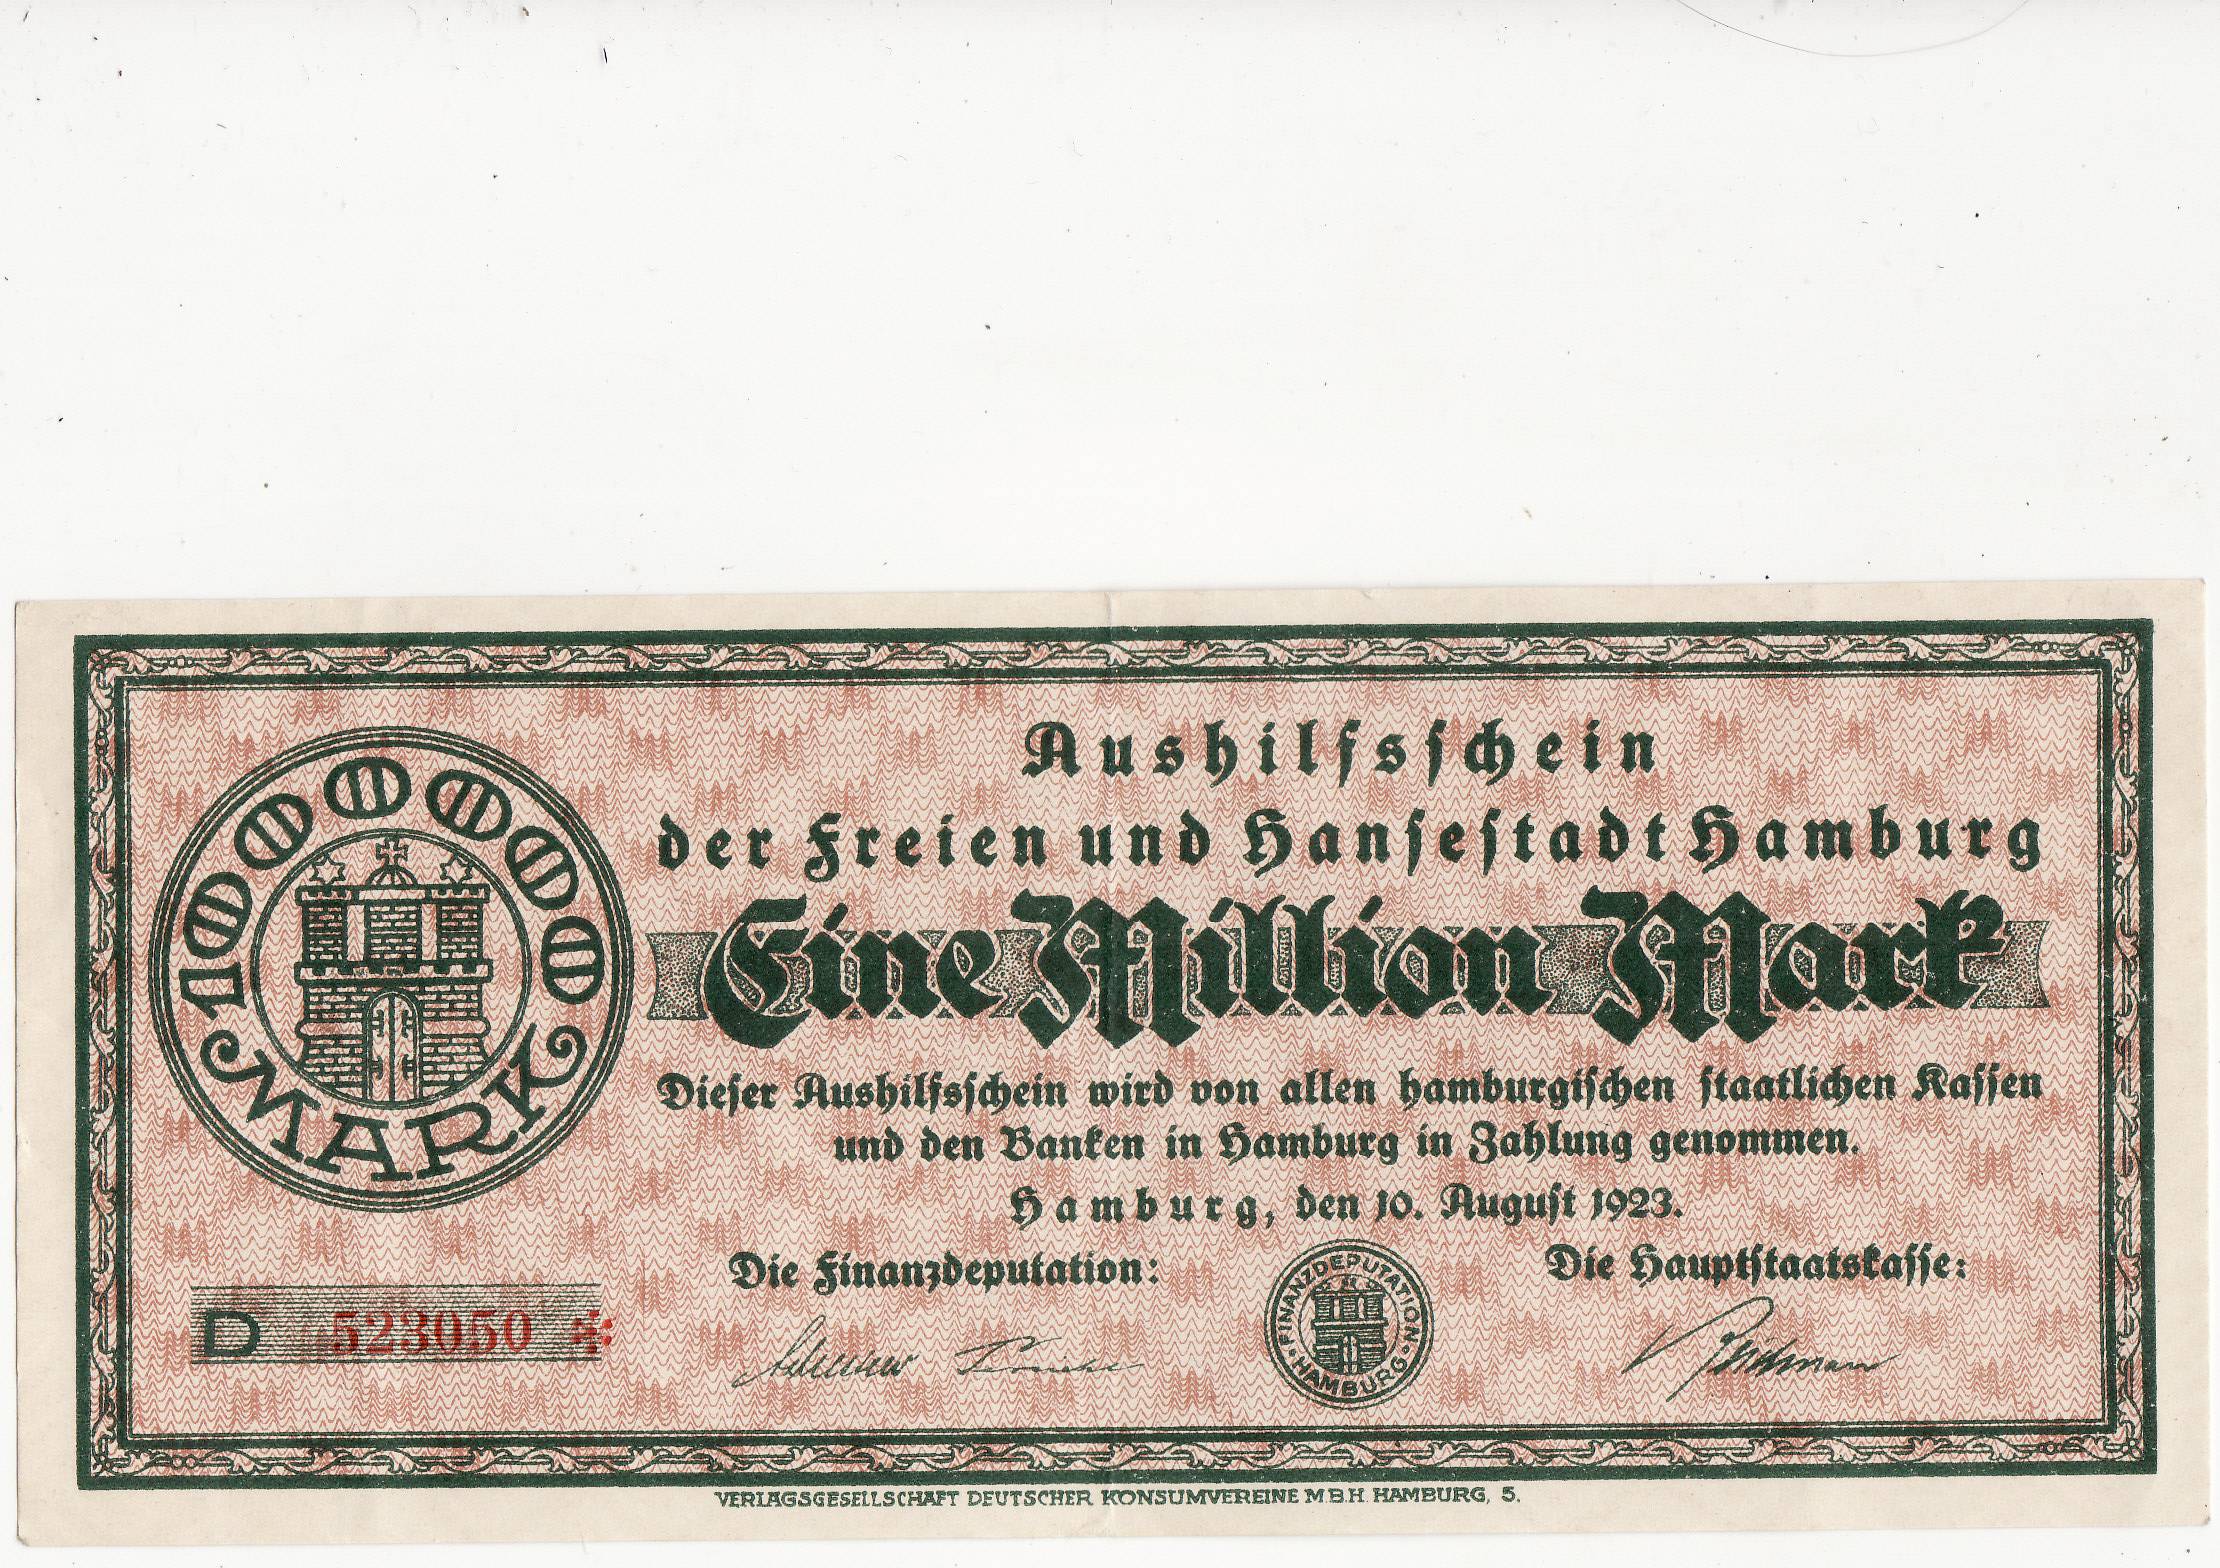 1000000
MARK
Aushilfsschein
der Freien und Hansestadt Hamburg
Eine Million Mark
Dieser Aushilfsschein wird von allen hamburgischen staatlichen Kassen
und den Banken in Hamburg in Zahlung genommen.
Hamburg, den 10. August 1923.
Die Finanzdeputation:
FINANZDEPUTATION
HAMBURG
Die Hauptstaatskasse:
D 523050 *
VERLAGSGESELLSCHAFT DEUTSCHER KONSUMVEREINE M.B.H. HAMBURG, 5.